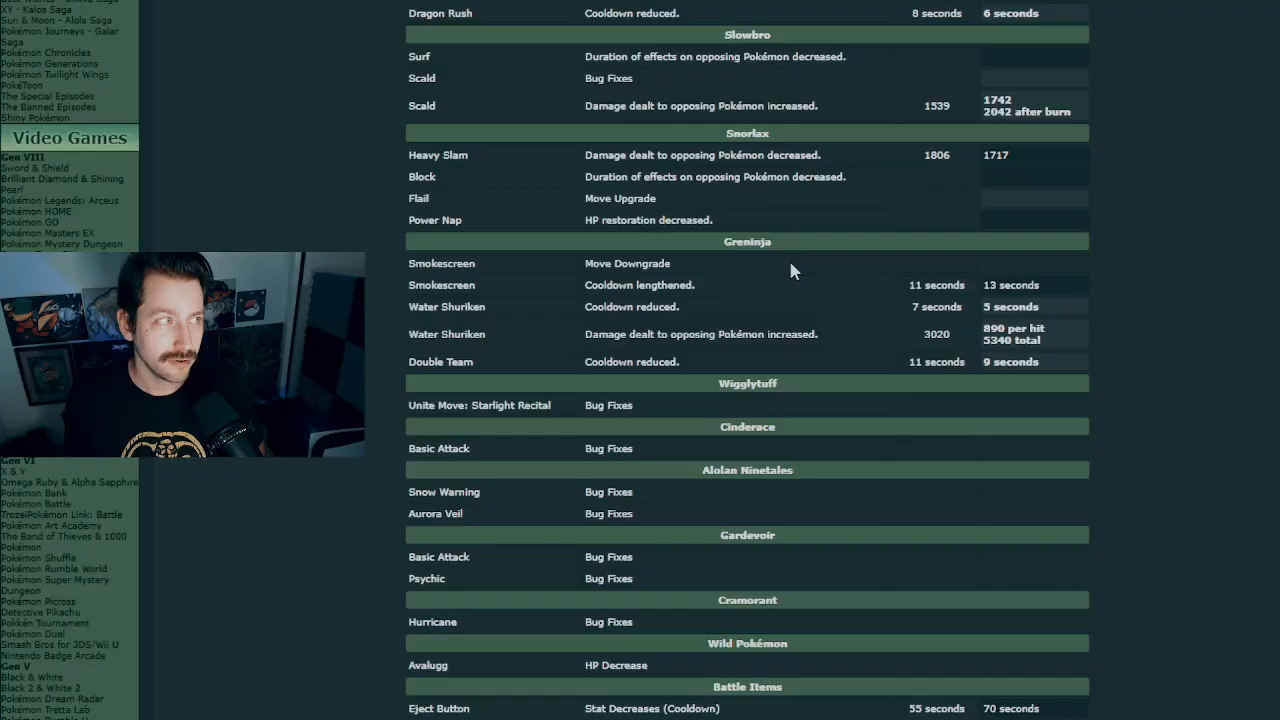 XY - Kalos Saga
Sun & Moon - Alola Saga
Pokémon Journeys - Galar
Saga
Pokémon Chronicles
Pokémon Generations
Pokémon Twilight Wings
PokéToon
The Special Episodes
The Banned Episodes
Shiny Pokémon
Video Games
Gen VIII
Sword & Shield
Brilliant Diamond & Shining
Pearl
Pokémon Legends: Arceus
Pokémon HOME
Pokémon GO
Pokémon Masters EX
Pokémon Mystery Dungeon
Gen VI
X & Y
Omega Ruby & Alpha Sapphire
Pokémon Bank
Pokémon Battle
TrozeiPokémon Link: Battle
Pokémon Art Academy
The Band of Thieves & 1000
Pokémon
Pokémon Shuffle
Pokémon Rumble World
Pokémon Super Mystery
Dungeon
Pokémon Picross
Detective Pikachu
Pokkén Tournament
Pokémon Duel
Smash Bros for 3DS/Wii U
Nintendo Badge Arcade
Gen V
Black & White
Black 2 & White 2
Pokémon Dream Radar
Pokémon Tretta Lab
Dragon Rush Cooldown reduced. 8 seconds 6 seconds
Slowbro
Surf Duration of effects on opposing Pokémon decreased.
Scald Bug Fixes
Scald Damage dealt to opposing Pokémon increased. 1539 1742
2042 after burn
Snorlax
Heavy Slam Damage dealt to opposing Pokémon decreased. 1806 1717
Block Duration of effects on opposing Pokémon decreased.
Flail Move Upgrade
Power Nap HP restoration decreased.
Greninja
Smokescreen Move Downgrade
Smokescreen Cooldown lengthened. 11 seconds 13 seconds
Water Shuriken Cooldown reduced. 7 seconds 5 seconds
Water Shuriken Damage dealt to opposing Pokémon increased. 3020 890 per hit
5340 total
Double Team Cooldown reduced. 11 seconds 9 seconds
Wigglytuff
Unite Move: Starlight Recital Bug Fixes
Cinderace
Basic Attack Bug Fixes
Alolan Ninetales
Snow Warning Bug Fixes
Aurora Veil Bug Fixes
Gardevoir
Basic Attack Bug Fixes
Psychic Bug Fixes
Cramorant
Hurricane Bug Fixes
Wild Pokémon
Avalugg HP Decrease
Battle Items
Eject Button Stat Decreases (Cooldown) 55 seconds 70 seconds